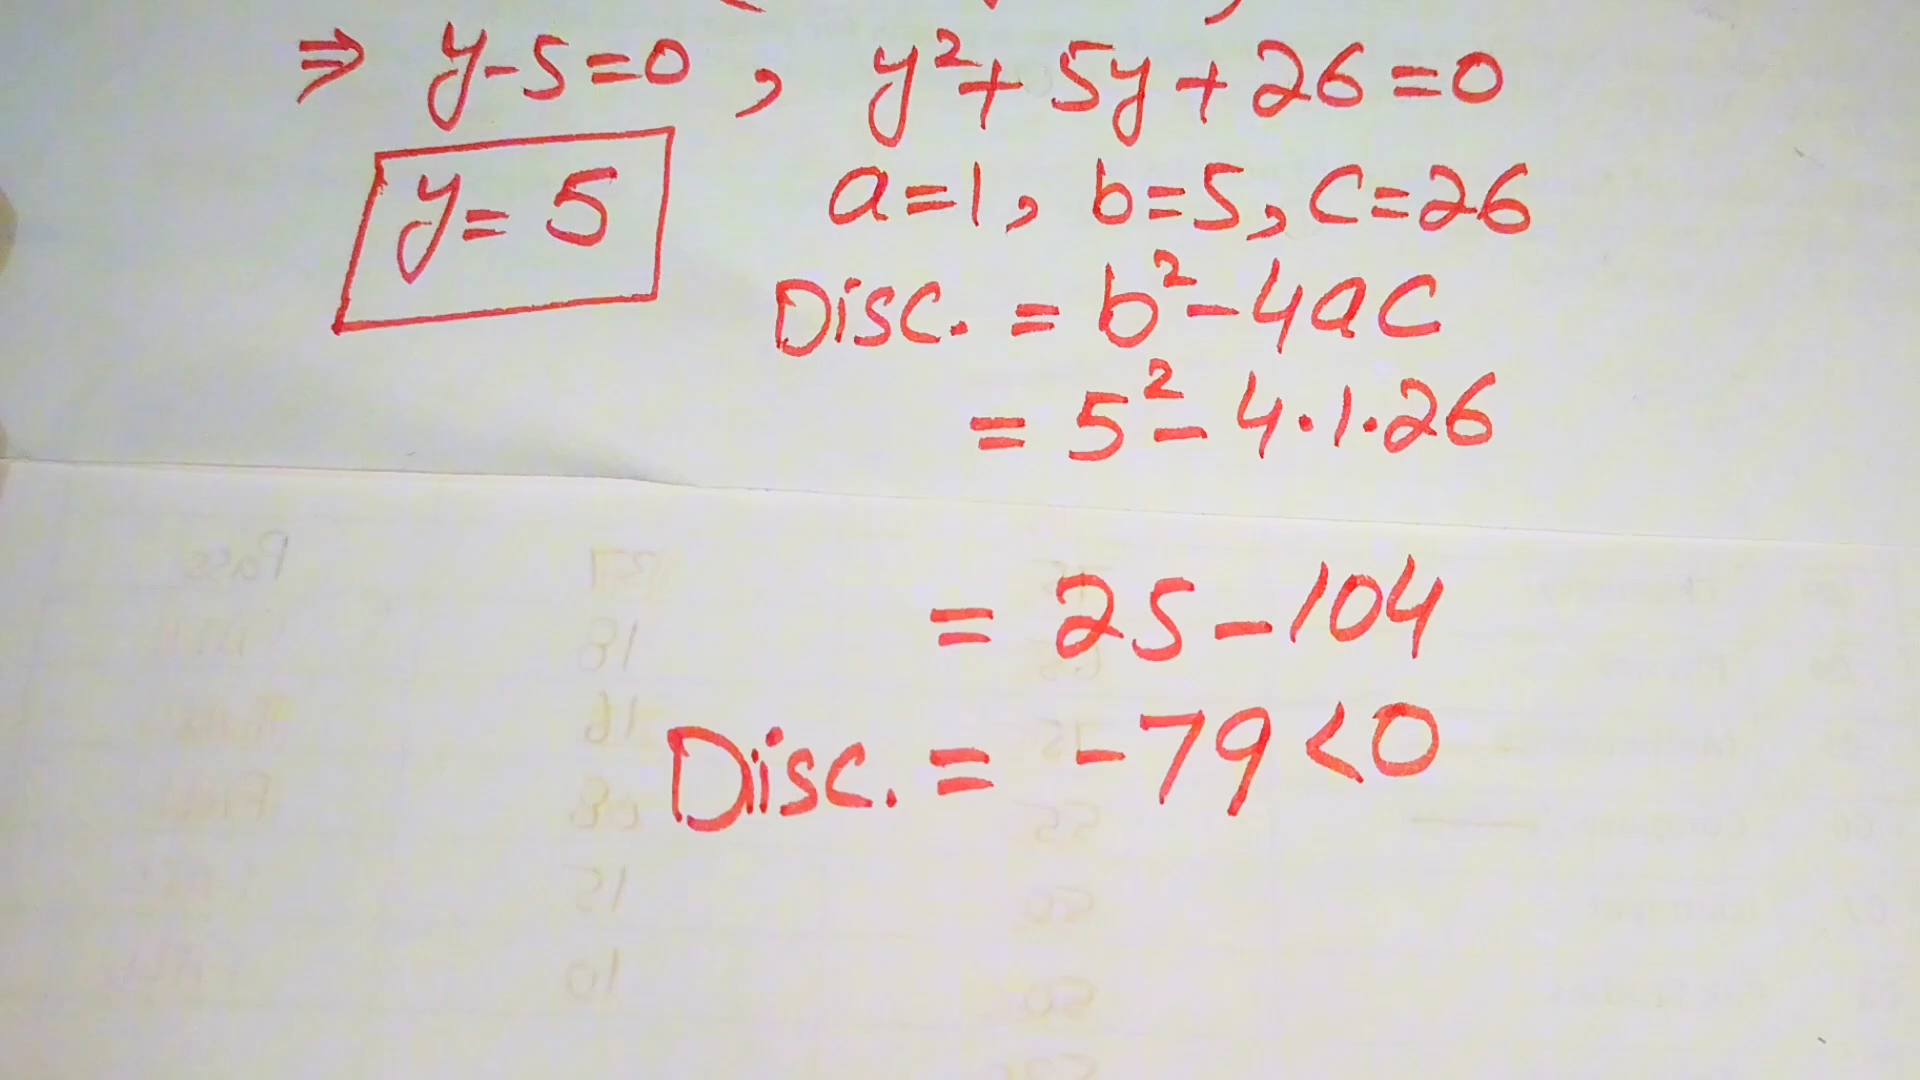 ⇒ y-5=0, y²+5y+26=0
y= 5
a=1, b=5, c=26
Disc. = b²-4ac
= 5²-4·1·26
= 25-104
Disc. = -79<0